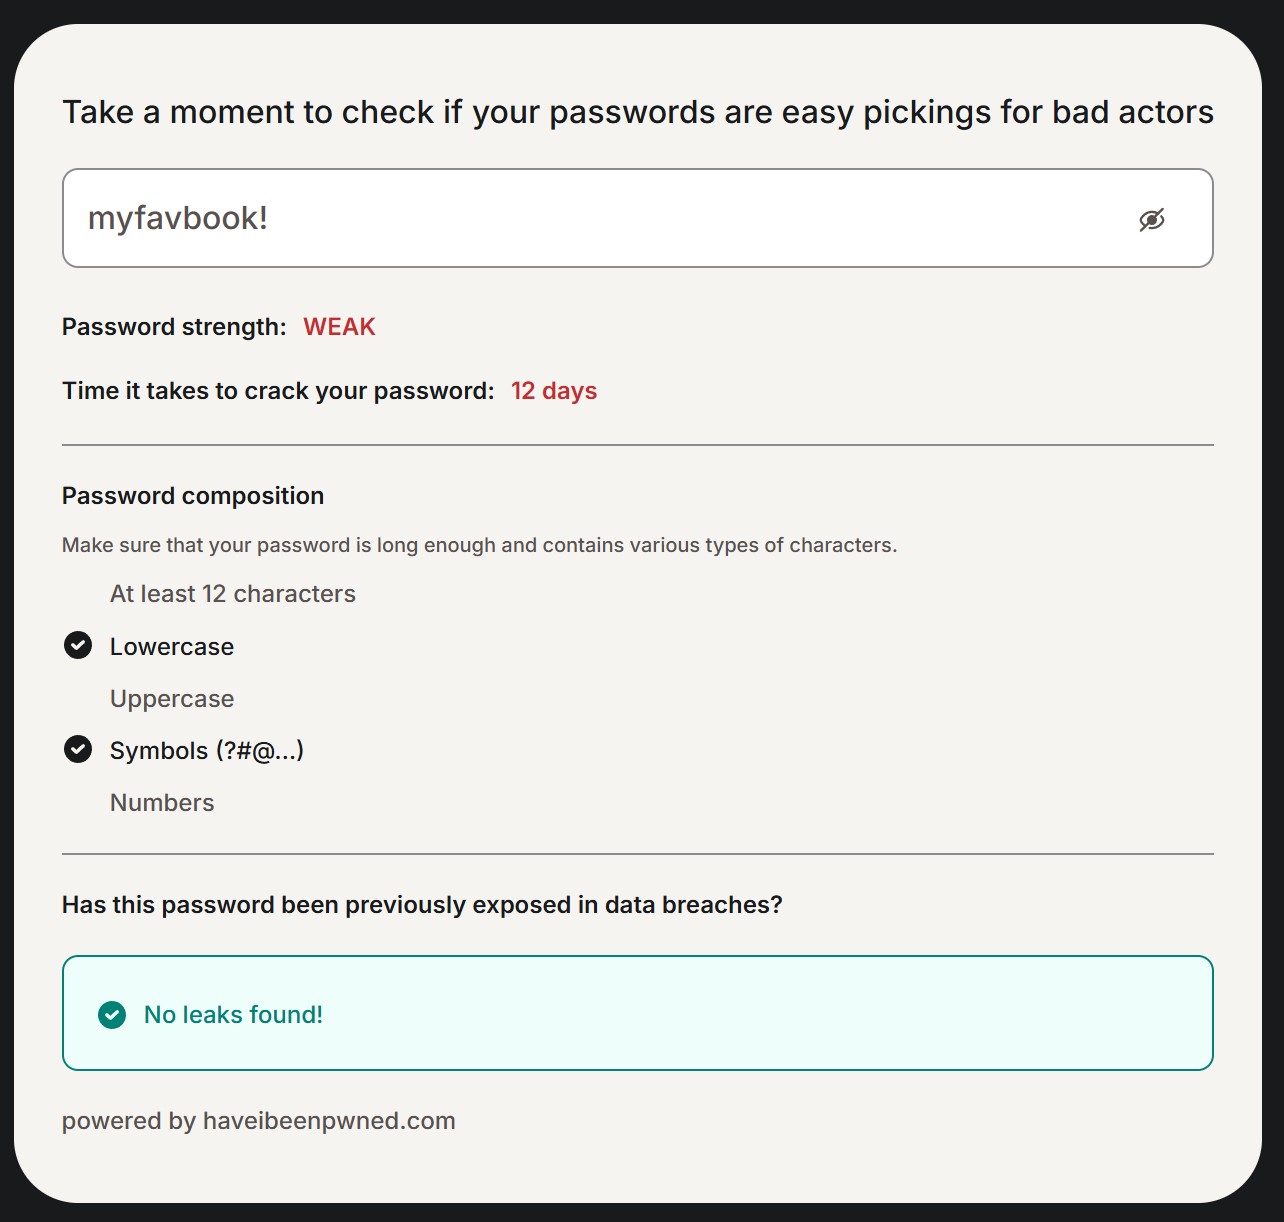 Take a moment to check if your passwords are easy pickings for bad actors
myfavbook!
Password strength: WEAK
Time it takes to crack your password: 12 days
Password composition
Make sure that your password is long enough and contains various types of characters.
At least 12 characters
Lowercase
Uppercase
Symbols (?#@...)
Numbers
Has this password been previously exposed in data breaches?
No leaks found!
powered by haveibeenpwned.com